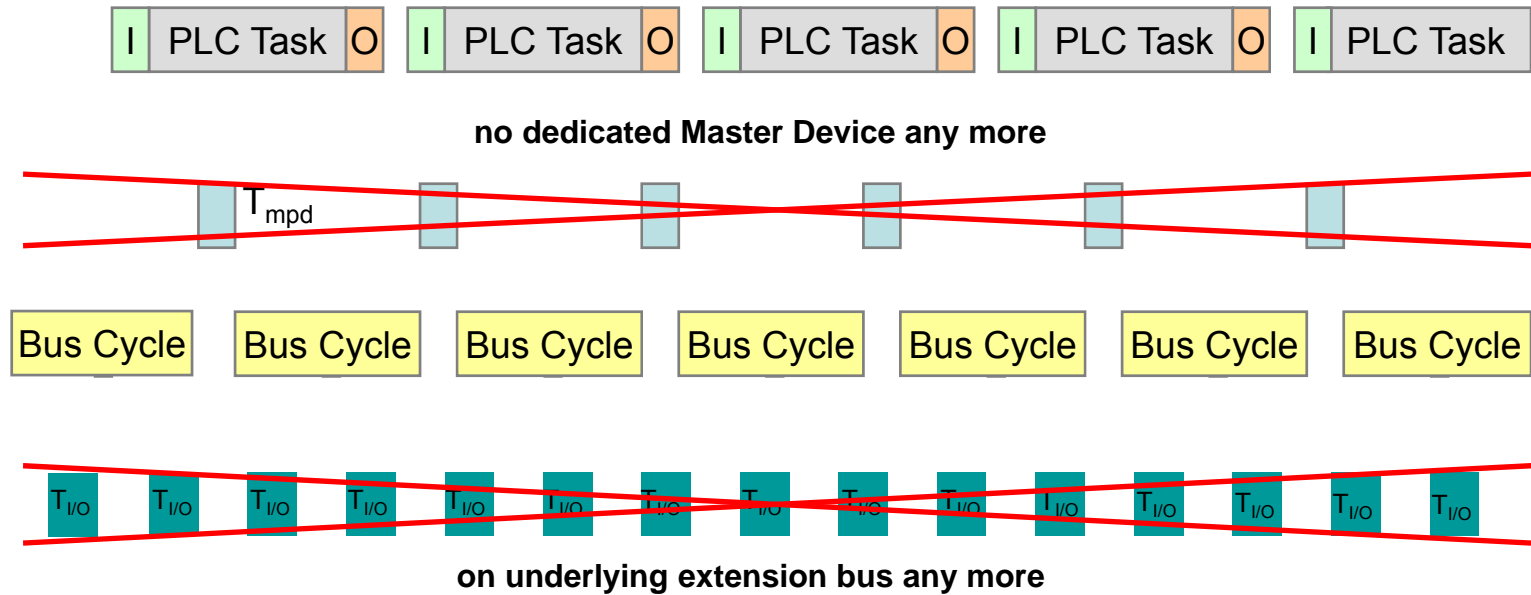 I PLC Task O I PLC Task O I PLC Task O I PLC Task O I PLC Task
no dedicated Master Device any more
Tmpd
Bus Cycle Bus Cycle Bus Cycle Bus Cycle Bus Cycle Bus Cycle Bus Cycle
TI/O TI/O TI/O TI/O TI/O TI/O TI/O TI/O TI/O TI/O TI/O TI/O TI/O TI/O TI/O
on underlying extension bus any more